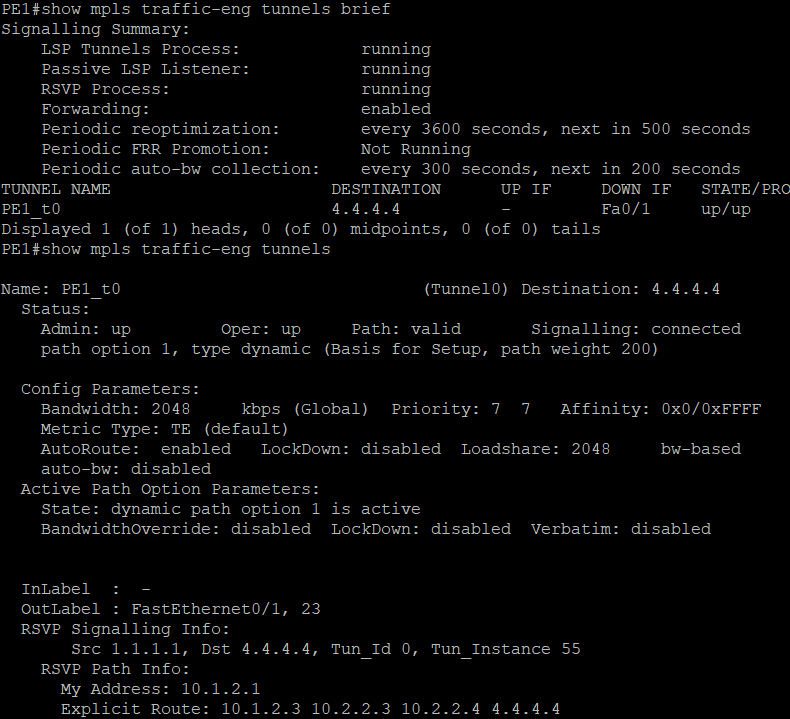 PE1#show mpls traffic-eng tunnels brief
Signalling Summary:
    LSP Tunnels Process:            running
    Passive LSP Listener:           running
    RSVP Process:                   running
    Forwarding:                     enabled
    Periodic reoptimization:        every 3600 seconds, next in 500 seconds
    Periodic FRR Promotion:         Not Running
    Periodic auto-bw collection:    every 300 seconds, next in 200 seconds
TUNNEL NAME                      DESTINATION      UP IF     DOWN IF   STATE/PRO
PE1_t0                           4.4.4.4          -         Fa0/1     up/up
Displayed 1 (of 1) heads, 0 (of 0) midpoints, 0 (of 0) tails
PE1#show mpls traffic-eng tunnels
Name: PE1_t0                              (Tunnel0) Destination: 4.4.4.4
  Status:
    Admin: up         Oper: up     Path: valid       Signalling: connected
    path option 1, type dynamic (Basis for Setup, path weight 200)
  Config Parameters:
    Bandwidth: 2048     kbps (Global)  Priority: 7  7   Affinity: 0x0/0xFFFF
    Metric Type: TE (default)
    AutoRoute:  enabled   LockDown: disabled  Loadshare: 2048     bw-based
    auto-bw: disabled
  Active Path Option Parameters:
    State: dynamic path option 1 is active
    BandwidthOverride: disabled  LockDown: disabled  Verbatim: disabled
  InLabel  :  -
  OutLabel : FastEthernet0/1, 23
  RSVP Signalling Info:
       Src 1.1.1.1, Dst 4.4.4.4, Tun_Id 0, Tun_Instance 55
    RSVP Path Info:
      My Address: 10.1.2.1
      Explicit Route: 10.1.2.3 10.2.2.3 10.2.2.4 4.4.4.4